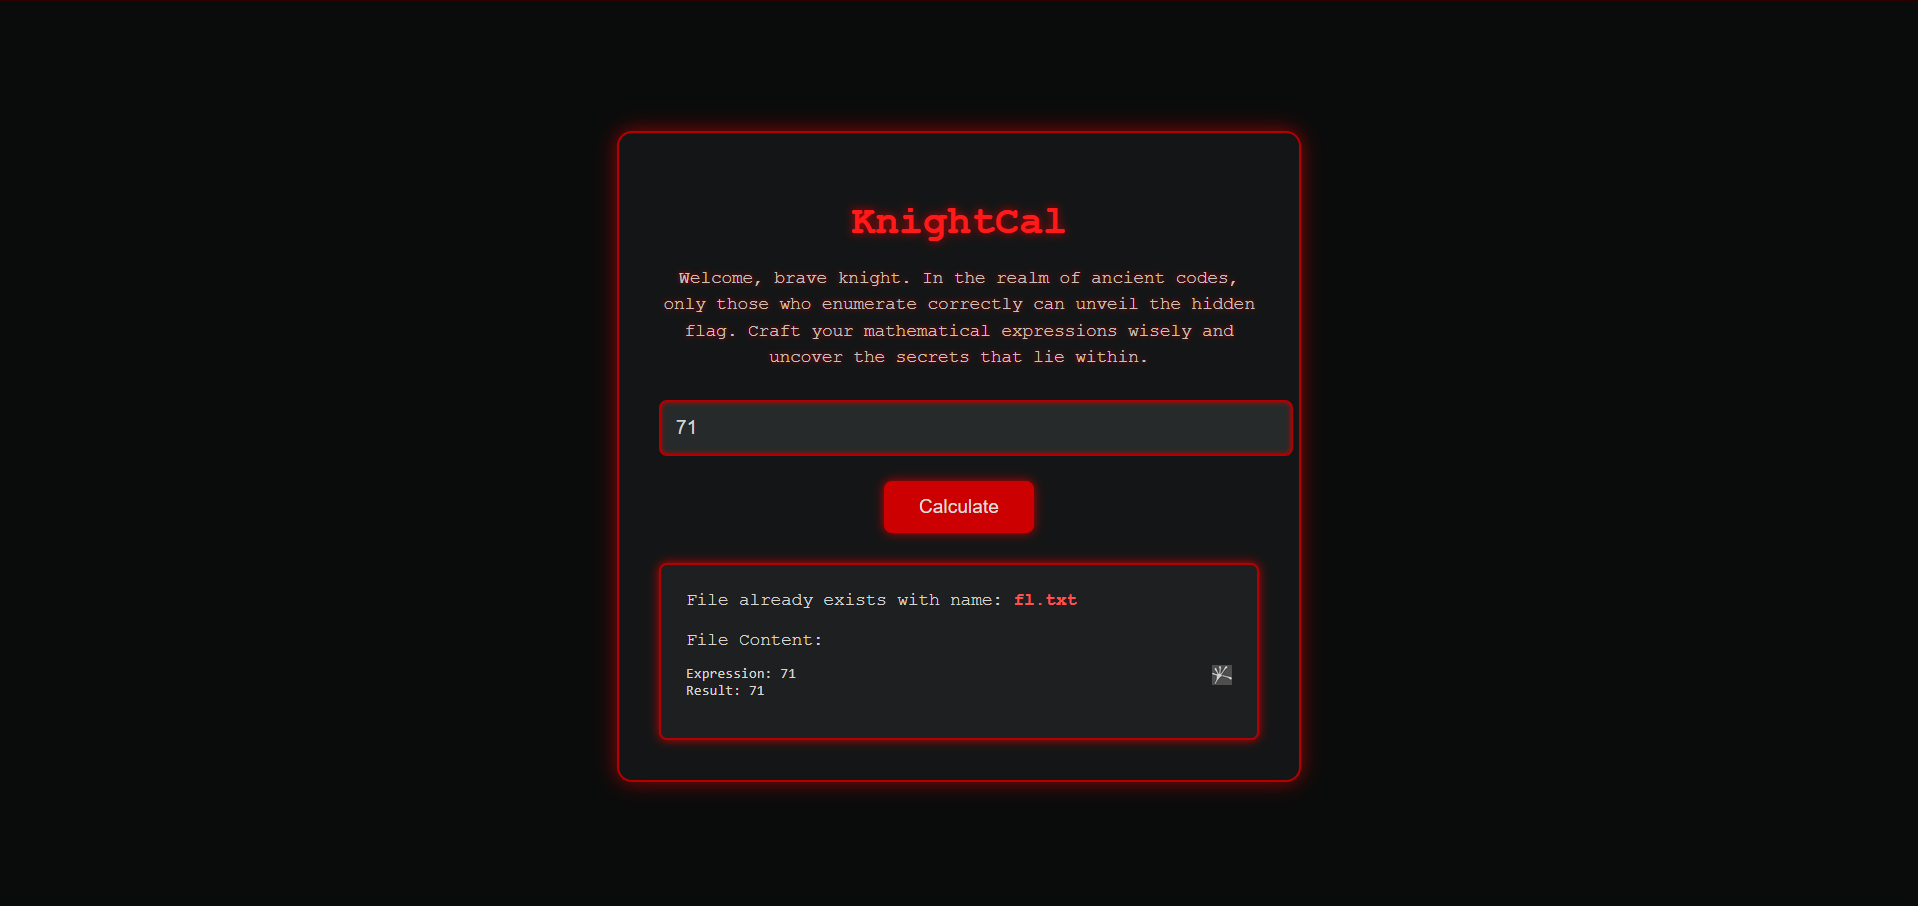 KnightCal
Welcome, brave knight. In the realm of ancient codes,
only those who enumerate correctly can unveil the hidden
flag. Craft your mathematical expressions wisely and
uncover the secrets that lie within.
71
Calculate
File already exists with name: fl.txt
File Content:
Expression: 71
Result: 71